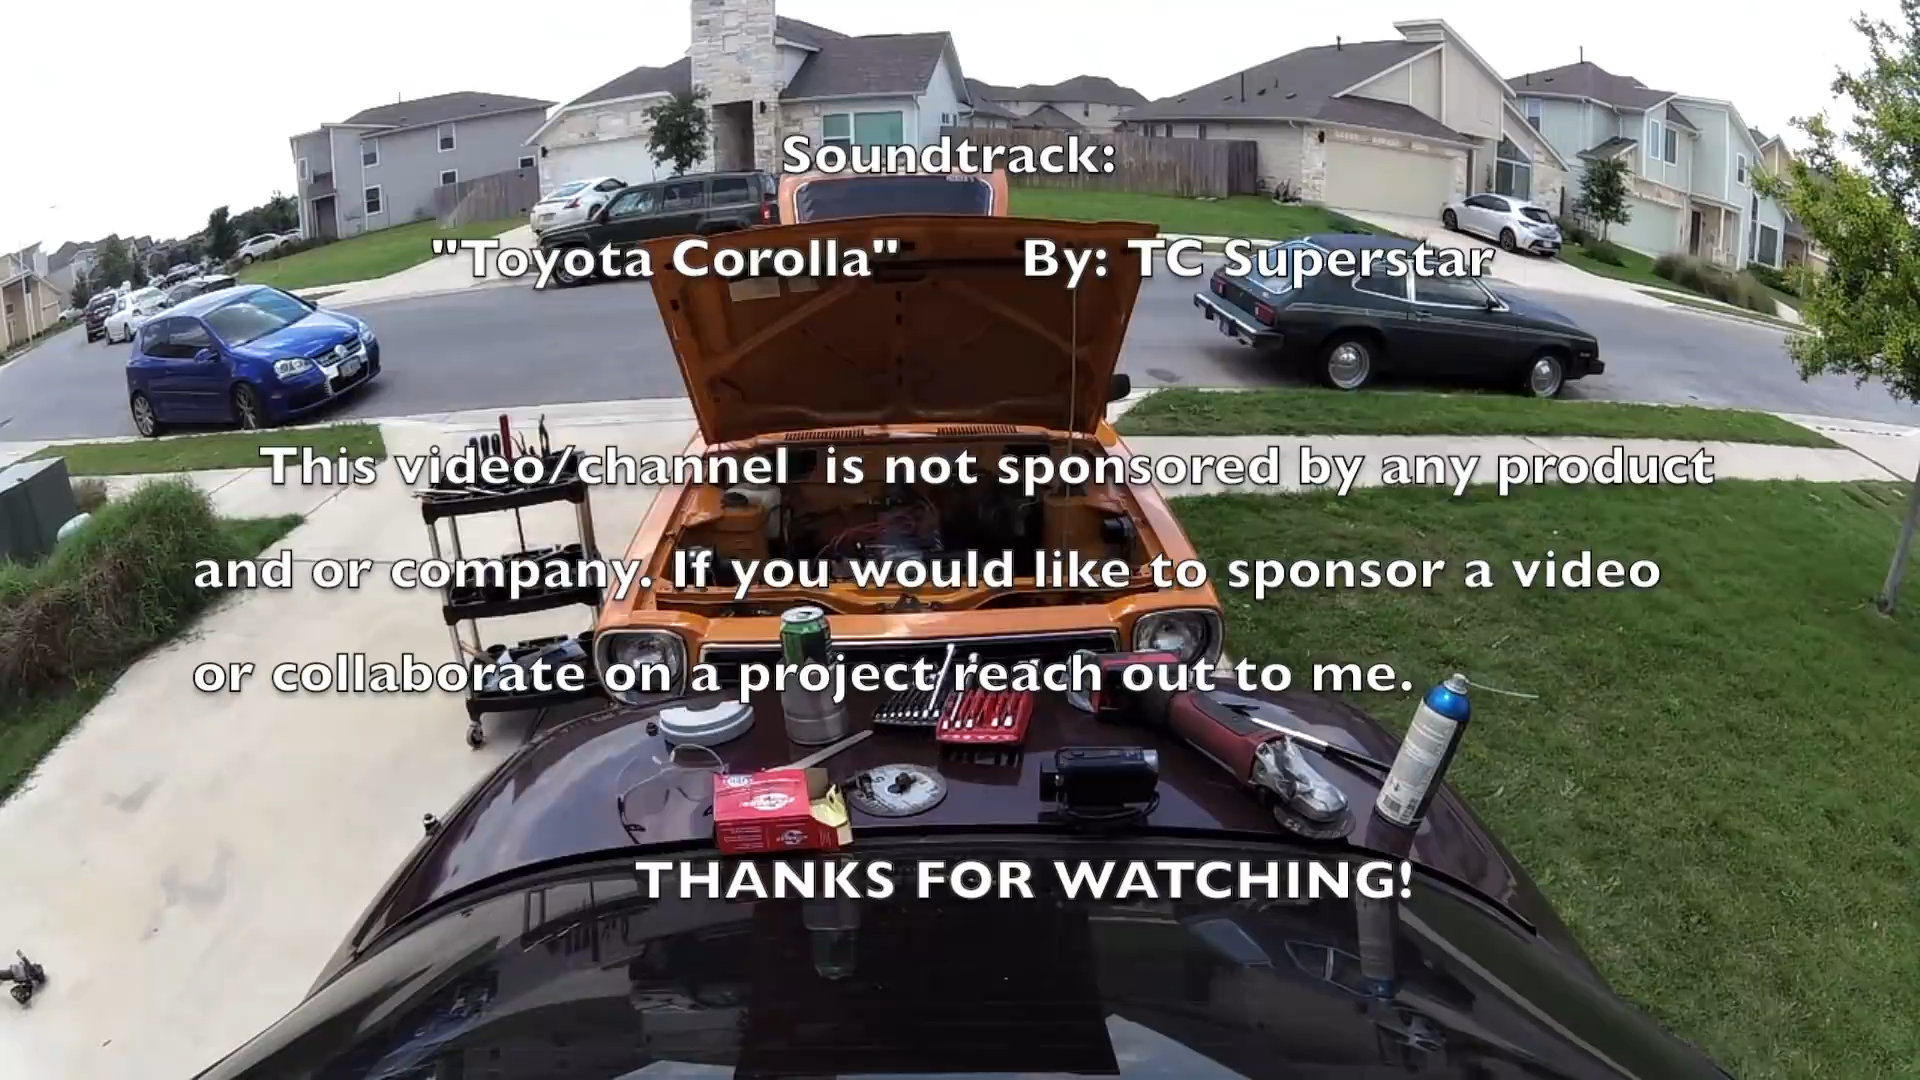 Soundtrack:
"Toyota Corolla" By: TC Superstar
This video/channel is not sponsored by any product
and or company. If you would like to sponsor a video
or collaborate on a project reach out to me.
THANKS FOR WATCHING!